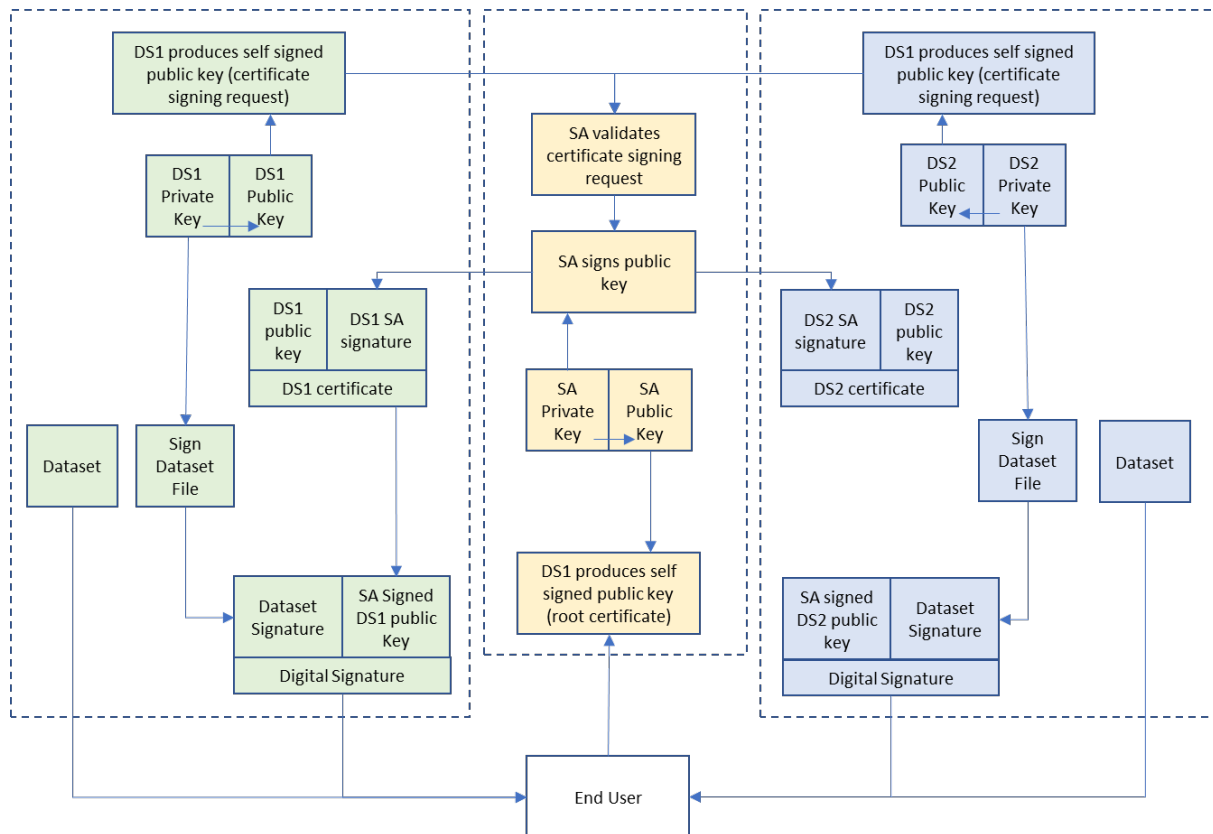 DS1 produces self signed
public key (certificate
signing request)
DS1
Private
Key
DS1
Public
Key
DS1
public
key
DS1 SA
signature
DS1 certificate
Dataset
Sign
Dataset
File
Dataset
Signature
SA Signed
DS1 public
Key
Digital Signature
SA validates
certificate signing
request
SA signs public
key
SA
Private
Key
SA
Public
Key
DS1 produces self
signed public key
(root certificate)
DS1 produces self signed
public key (certificate
signing request)
DS2
Public
Key
DS2
Private
Key
DS2 SA
signature
DS2
public
key
DS2 certificate
Sign
Dataset
File
Dataset
SA signed
DS2 public
key
Dataset
Signature
Digital Signature
End User